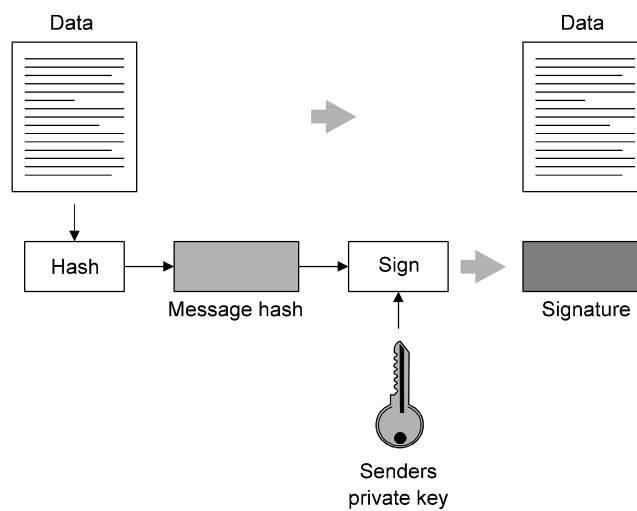 Data
Data
Hash
Sign
Message hash
Signature
Senders
private key